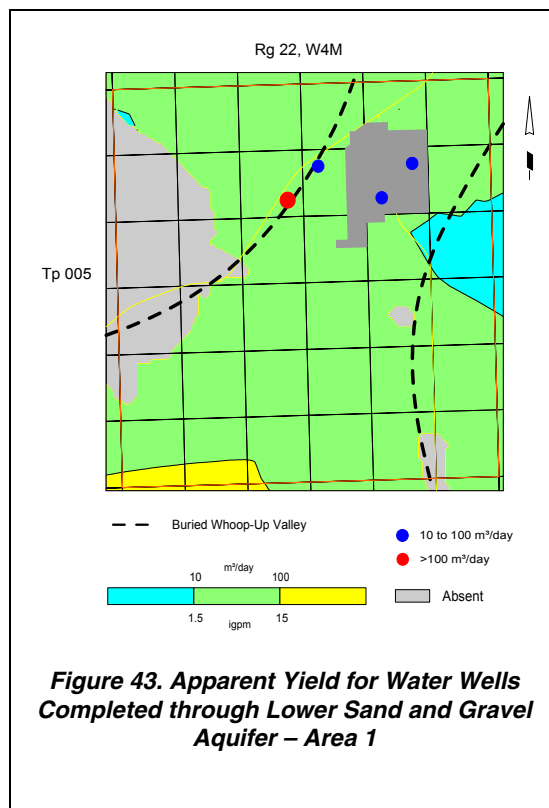 Rg 22, W4M
Tp 005
Buried Whoop-Up Valley
10 to 100 m³/day
>100 m³/day
m³/day
10
100
1.5
igpm
15
Absent
Figure 43. Apparent Yield for Water Wells
Completed through Lower Sand and Gravel
Aquifer – Area 1